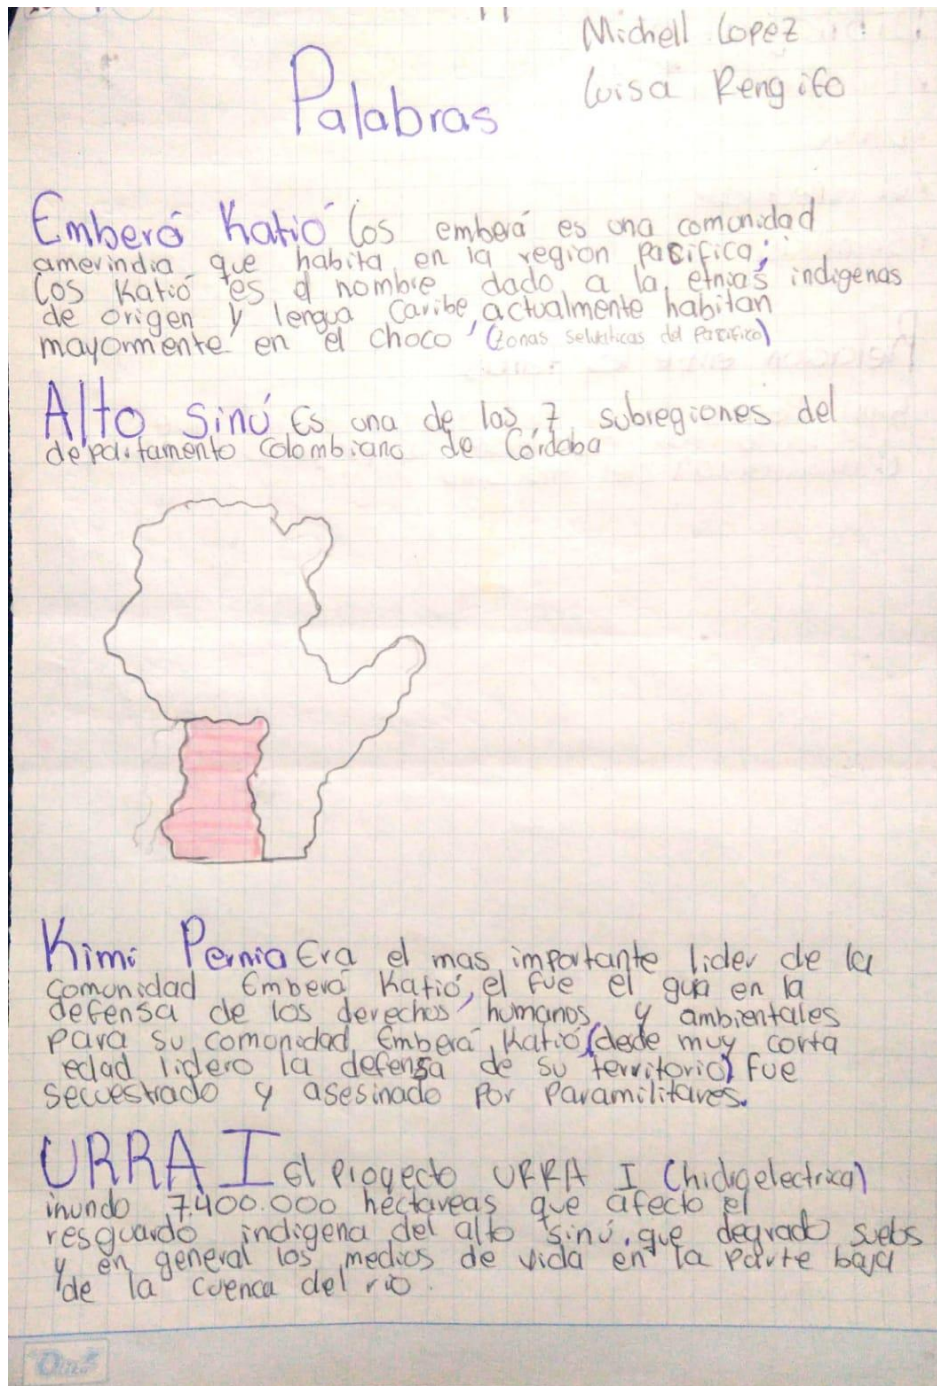 Michell Lopez
Luisa Rengifo
Palabras
Emberá Katió Los emberá es una comunidad
amerindia que habita en la region pacifica;
Los Katió es el nombre dado a la etnias indigenas
de origen y lengua Caribe, actualmente habitan
mayormente en el choco (zonas selvaticas del Pacifico)
Alto Sinú Es una de las 7 subregiones del
departamento Colombiano de Córdoba
Kimi Pernia Era el mas importante lider de la
comunidad Emberá Katió, el fue el guia en la
defensa de los derechos humanos y ambientales
para su comunidad Emberá Katió (desde muy corta
edad lidero la defensa de su territorio) fue
secuestrado y asesinado por Paramilitares.
URRA I El Proyecto URRA I (hidroelectrica)
inundo 7.400.000 hectareas que afecto el
resguardo indigena del alto sinú, que degrado suelos
y en general los medios de vida en la parte baja
de la cuenca del rio.